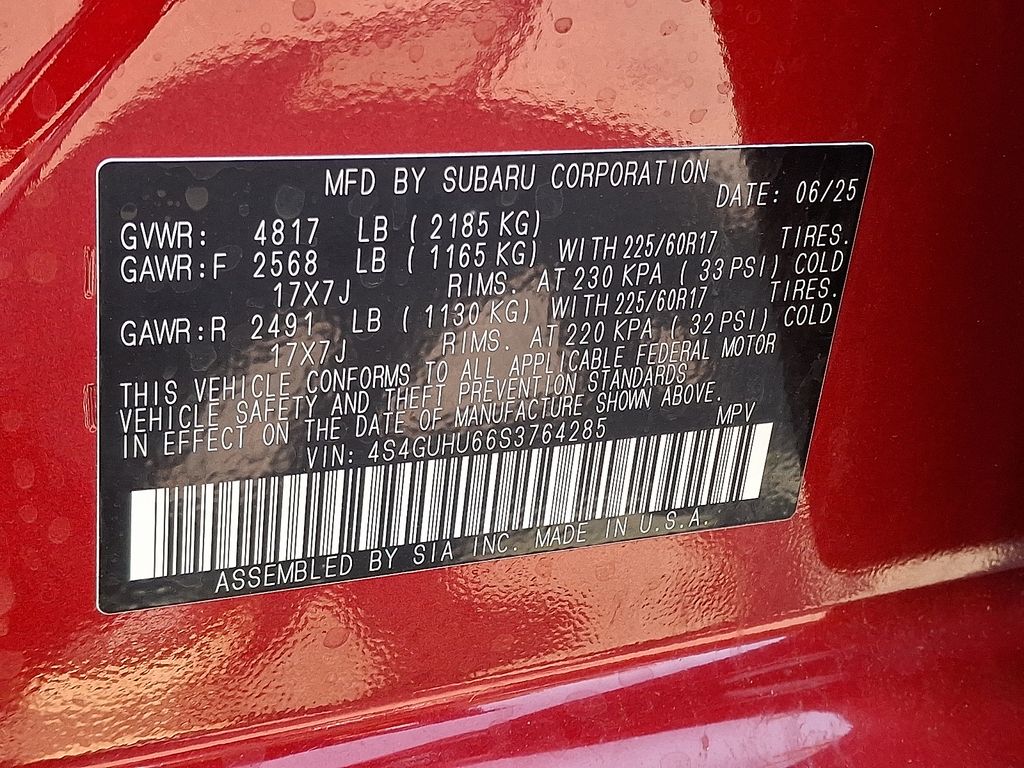 MFD BY SUBARU CORPORATION
DATE: 06/25
GVWR: 4817 LB ( 2185 KG)
GAWR:F 2568 LB ( 1165 KG) WITH 225/60R17 TIRES.
17X7J RIMS. AT 230 KPA ( 33 PSI) COLD
GAWR:R 2491 LB ( 1130 KG) WITH 225/60R17 TIRES.
17X7J RIMS. AT 220 KPA ( 32 PSI) COLD
THIS VEHICLE CONFORMS TO ALL APPLICABLE FEDERAL MOTOR
VEHICLE SAFETY AND THEFT PREVENTION STANDARDS
IN EFFECT ON THE DATE OF MANUFACTURE SHOWN ABOVE.
VIN: 4S4GUHU66S3764285 MPV
ASSEMBLED BY SIA INC. MADE IN U.S.A.